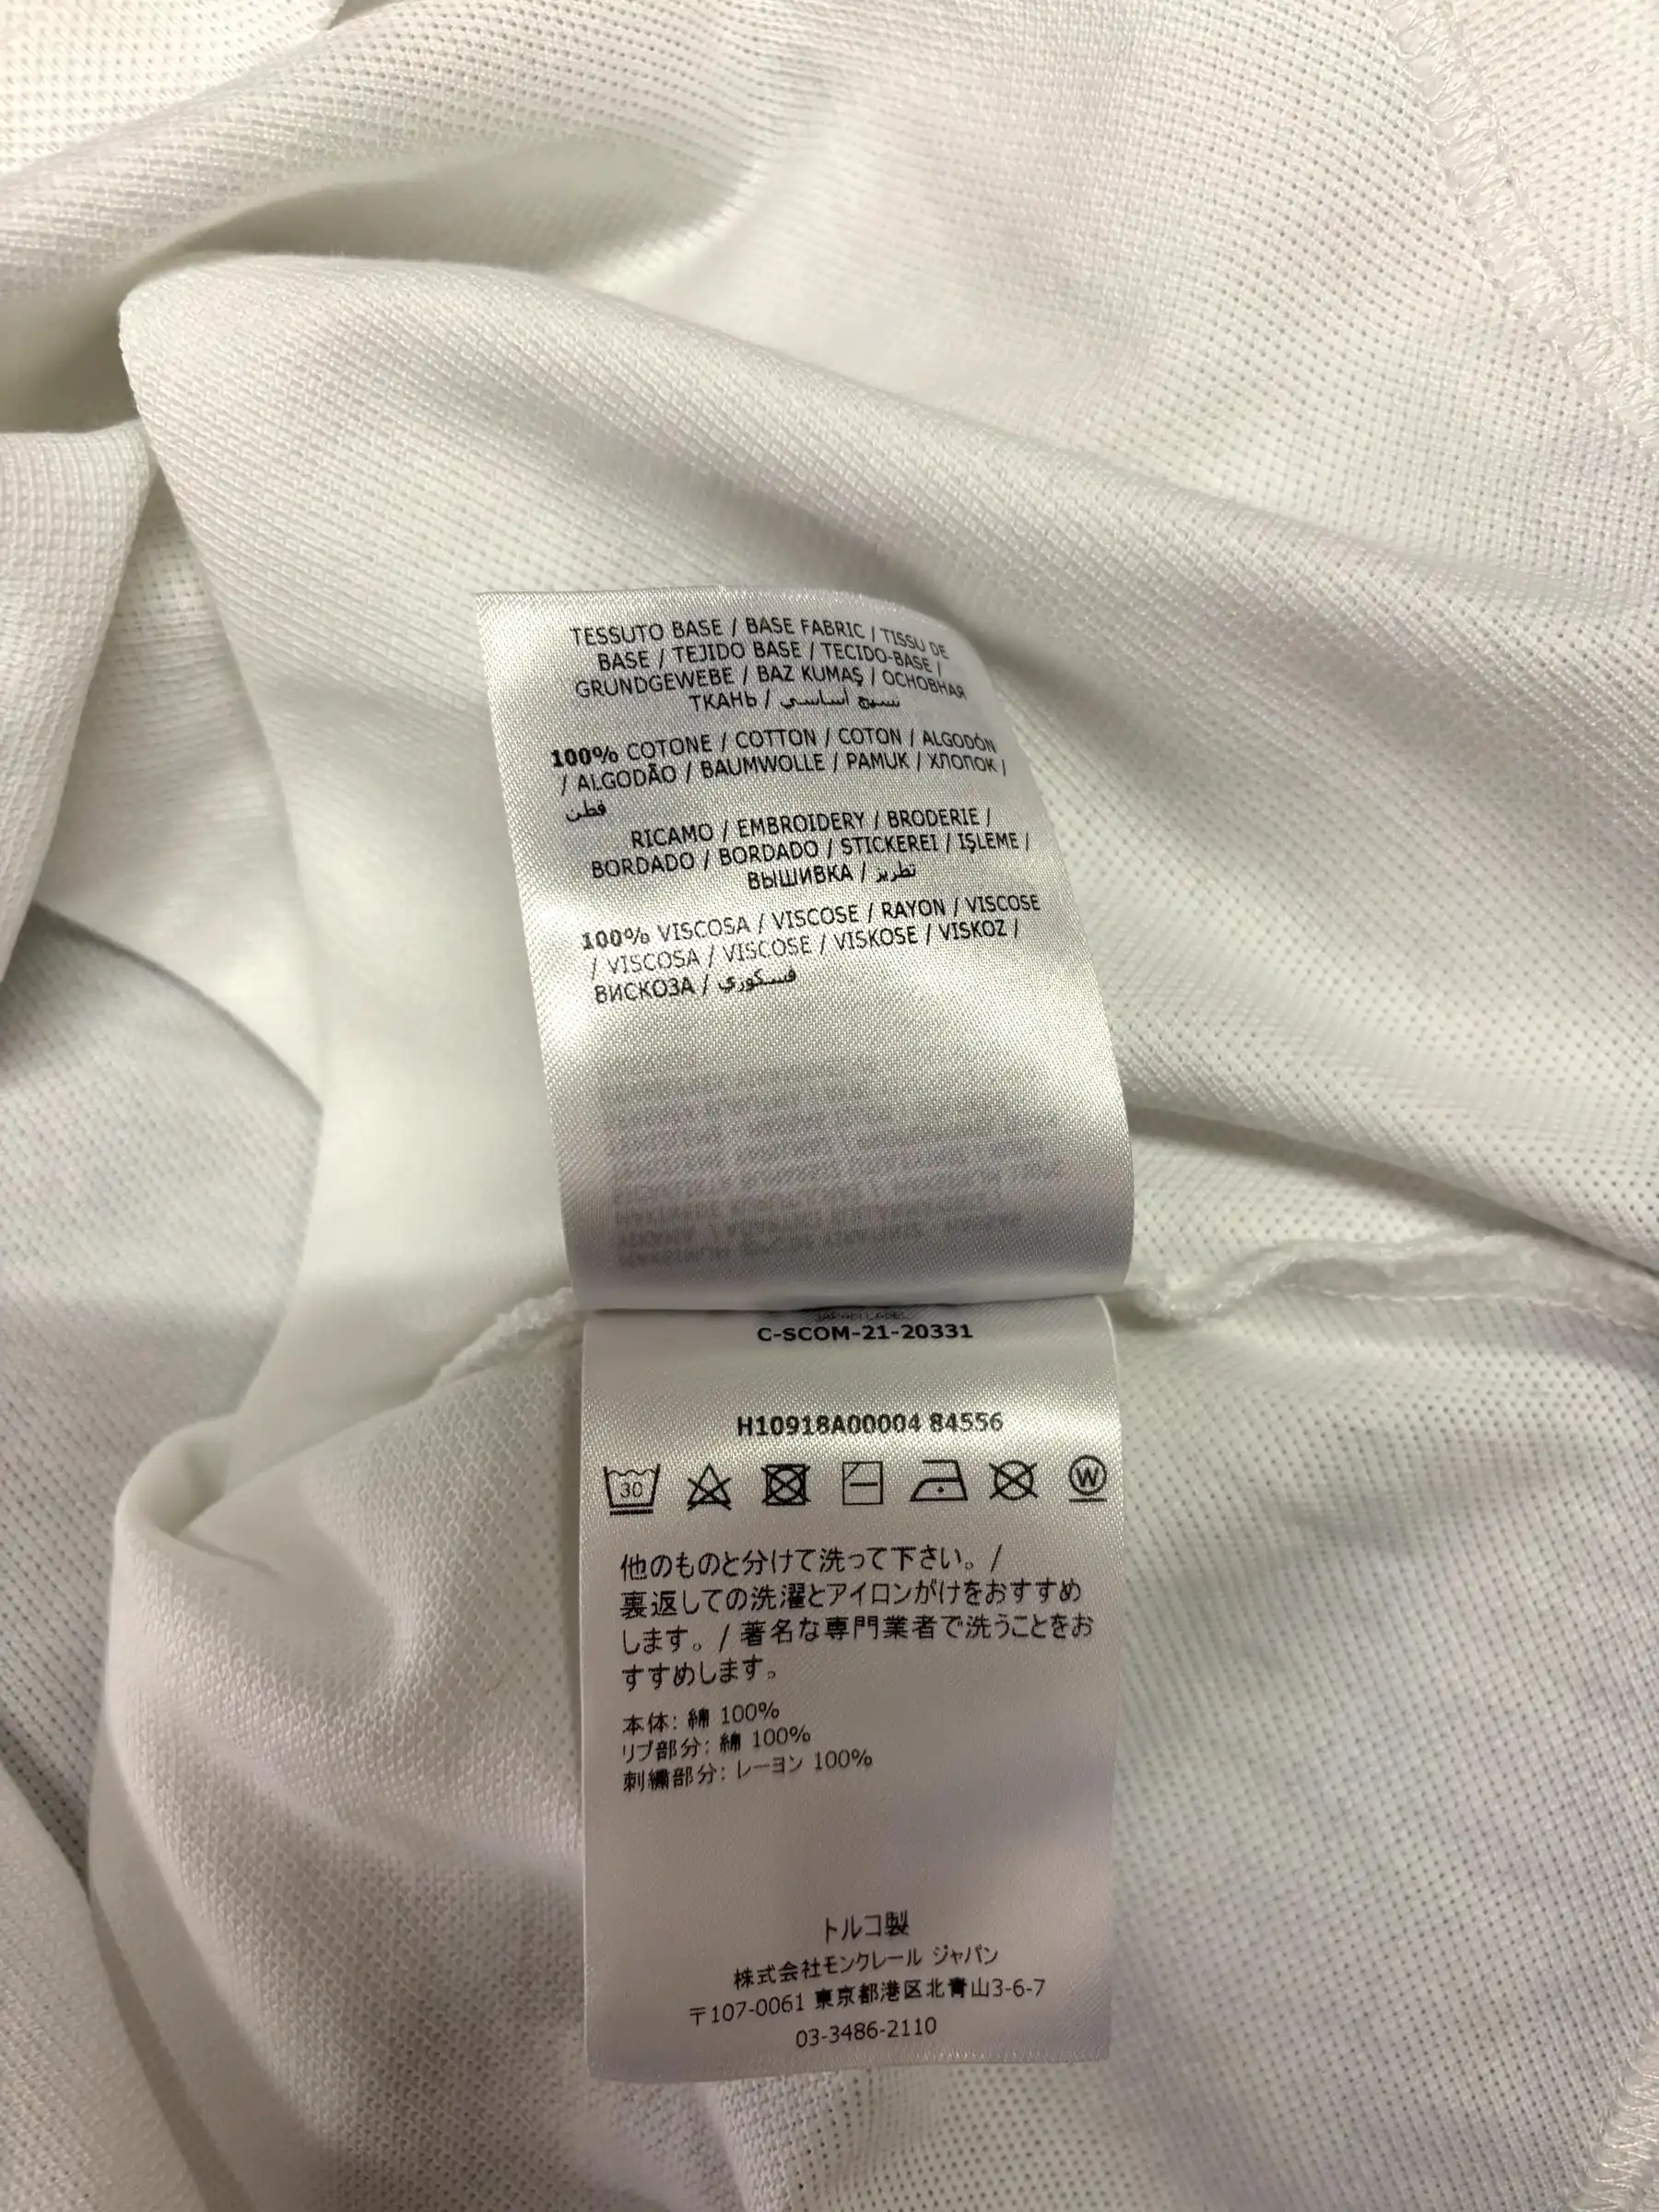 TESSUTO BASE / BASE FABRIC / TISSU DE
BASE / TEJIDO BASE / TECIDO-BASE /
GRUNDGEWEBE / BAZ KUMAŞ / ОСНОВНАЯ
ТКАНЬ / نسيج أساسي
100% COTONE / COTTON / COTON / ALGODÓN
/ ALGODÃO / BAUMWOLLE / PAMUK / ХЛОПОК /
قطن
RICAMO / EMBROIDERY / BRODERIE /
BORDADO / BORDADO / STICKEREI / IŞLEME /
ВЫШИВКА / تطريز
100% VISCOSA / VISCOSE / RAYON / VISCOSE
/ VISCOSA / VISCOSE / VISKOSE / VISKOZ /
ВИСКОЗА / فسكوزي
JAPAN LABEL
C-SCOM-21-20331
H10918A00004 84556
30
W
他のものと分けて洗って下さい。/
裏返しての洗濯とアイロンがけをおすすめ
します。/ 著名な専門業者で洗うことをお
すすめします。
本体: 綿 100%
リブ部分: 綿 100%
刺繍部分: レーヨン 100%
トルコ製
株式会社モンクレール ジャパン
〒107-0061 東京都港区北青山3-6-7
03-3486-2110